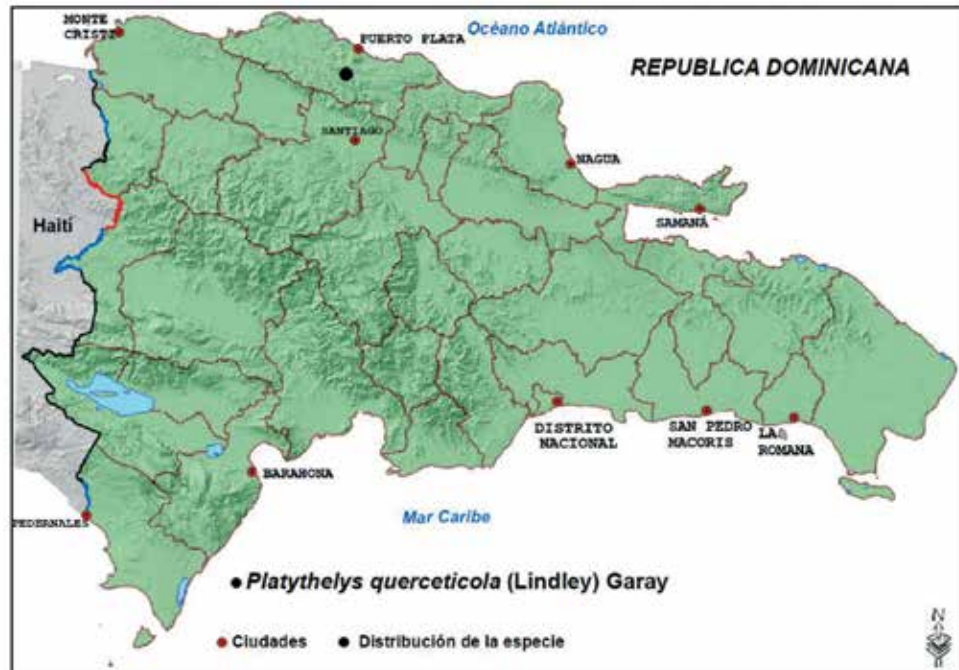 MONTE
CRISTI
PUERTO PLATA
Océano Atlántico
REPUBLICA DOMINICANA
SANTIAGO
NAGUA
SAMANÁ
Haití
DISTRITO
NACIONAL
SAN PEDRO
MACORIS
LA
ROMANA
BARAHONA
PEDERNALES
Mar Caribe
Platythelys querceticola (Lindley) Garay
Ciudades
Distribución de la especie
N